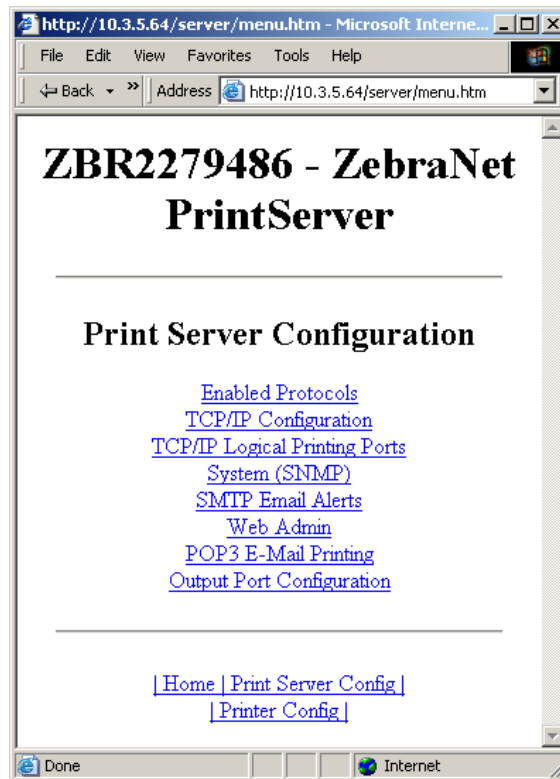 http://10.3.5.64/server/menu.htm - Microsoft Interne...
File Edit View Favorites Tools Help
Back » Address http://10.3.5.64/server/menu.htm
ZBR2279486 - ZebraNet
PrintServer
Print Server Configuration
Enabled Protocols
TCP/IP Configuration
TCP/IP Logical Printing Ports
System (SNMP)
SMTP Email Alerts
Web Admin
POP3 E-Mail Printing
Output Port Configuration
| Home | Print Server Config |
| Printer Config |
Done Internet